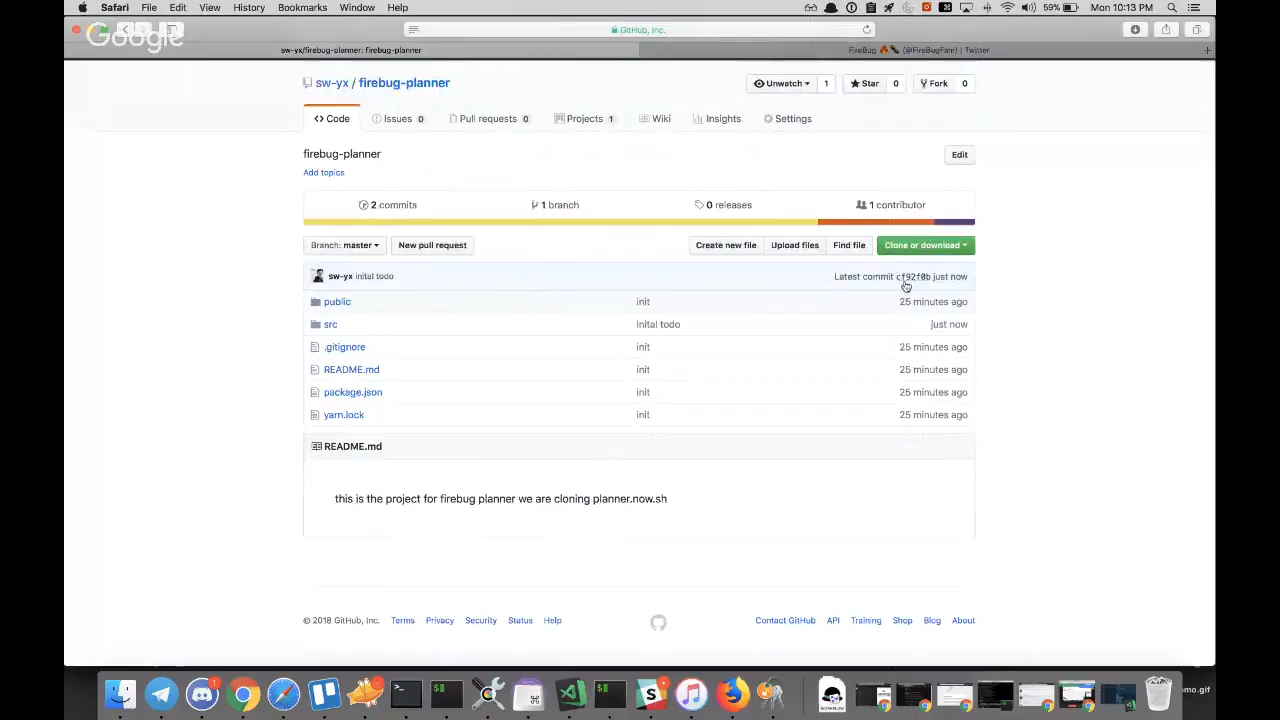 Safari File Edit View History Bookmarks Window Help 59% Mon 10:13 PM
Google
GitHub, Inc.
sw-yx/firebug-planner: firebug-planner
FireBug 🔥🐛 (@FireBugFam) | Twitter
sw-yx / firebug-planner
Unwatch 1 Star 0 Fork 0
Code Issues 0 Pull requests 0 Projects 1 Wiki Insights Settings
firebug-planner
Edit
Add topics
2 commits 1 branch 0 releases 1 contributor
Branch: master New pull request Create new file Upload files Find file Clone or download
sw-yx inital todo Latest commit cf92f0b just now
public init 25 minutes ago
src inital todo just now
.gitignore init 25 minutes ago
README.md init 25 minutes ago
package.json init 25 minutes ago
yarn.lock init 25 minutes ago
README.md
this is the project for firebug planner we are cloning planner.now.sh
© 2018 GitHub, Inc. Terms Privacy Security Status Help Contact GitHub API Training Shop Blog About
WORKFLOW